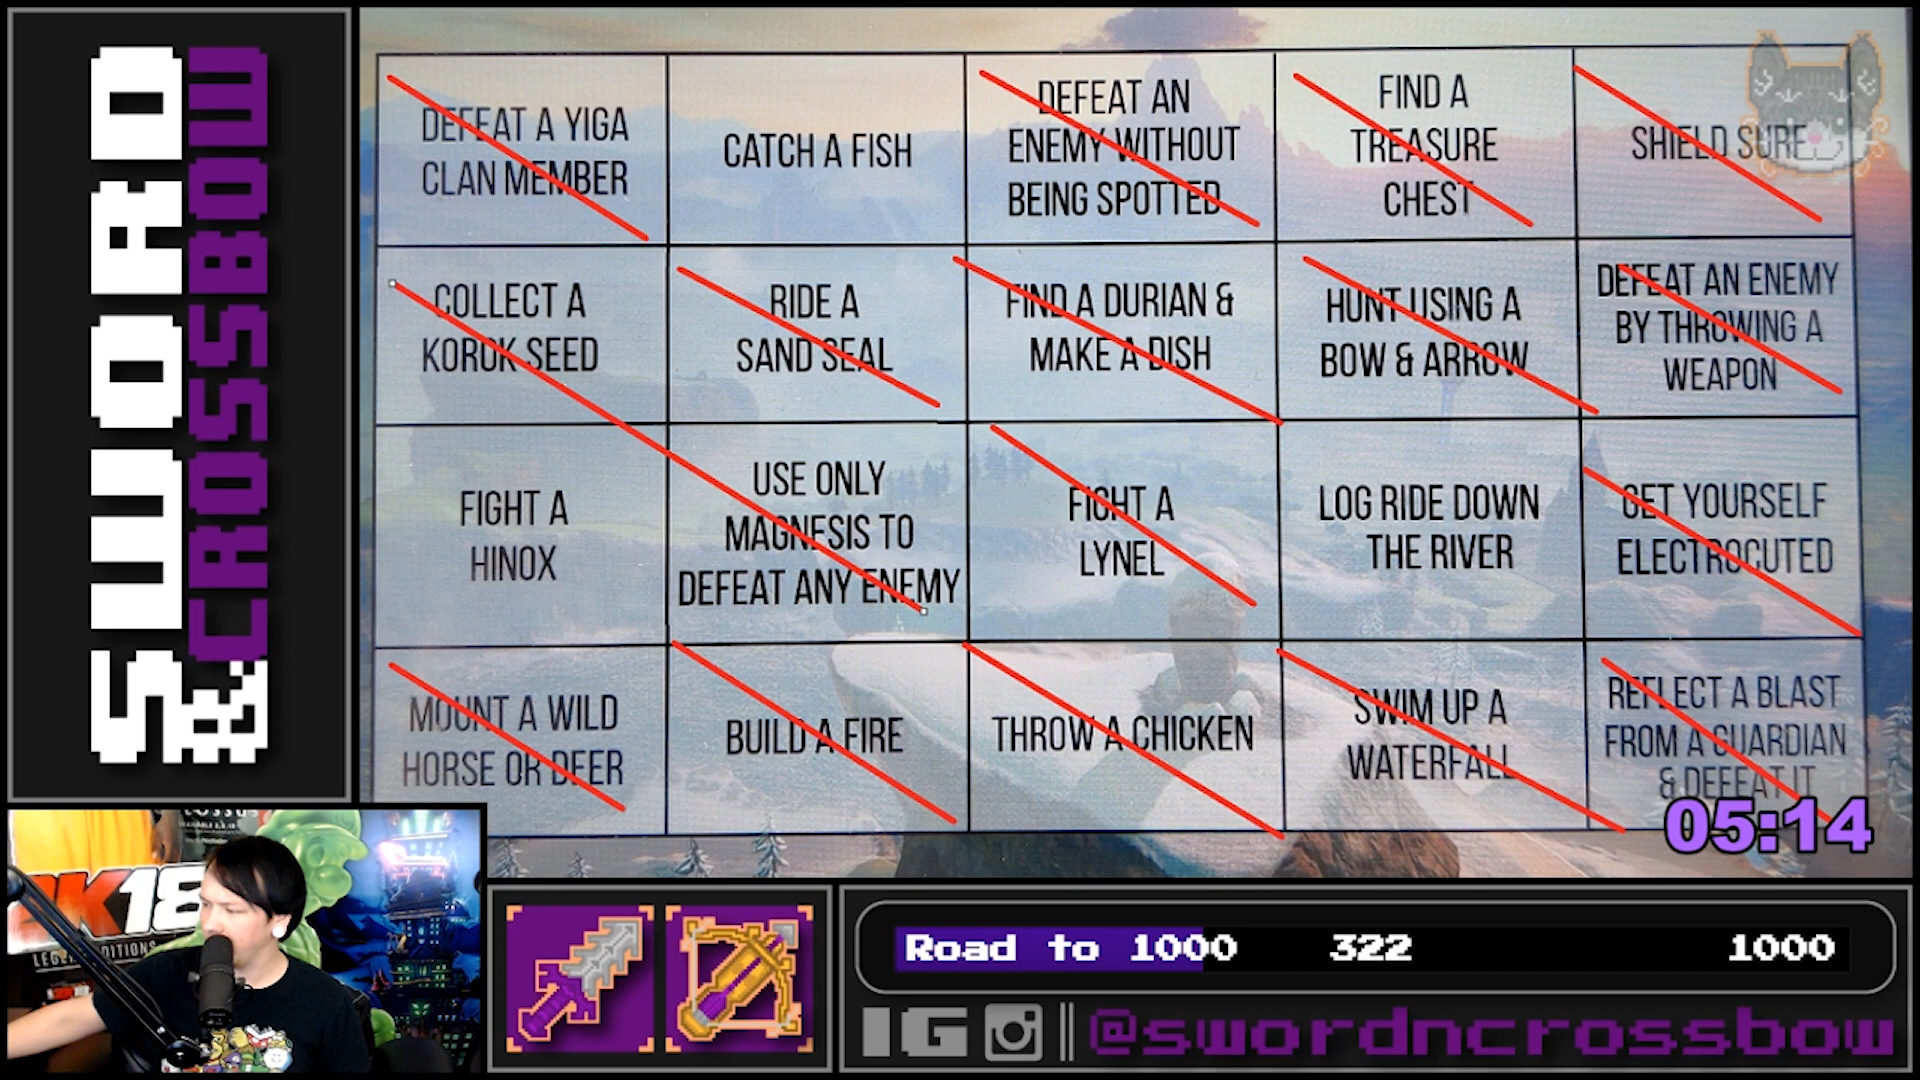 SWORD
& CROSSBOW
DEFEAT A YIGA
CLAN MEMBER
CATCH A FISH
DEFEAT AN
ENEMY WITHOUT
BEING SPOTTED
FIND A
TREASURE
CHEST
SHIELD SURF
COLLECT A
KOROK SEED
RIDE A
SAND SEAL
FIND A DURIAN &
MAKE A DISH
HUNT USING A
BOW & ARROW
DEFEAT AN ENEMY
BY THROWING A
WEAPON
FIGHT A
HINOX
USE ONLY
MAGNESIS TO
DEFEAT ANY ENEMY
FIGHT A
LYNEL
LOG RIDE DOWN
THE RIVER
GET YOURSELF
ELECTROCUTED
MOUNT A WILD
HORSE OR DEER
BUILD A FIRE
THROW A CHICKEN
SWIM UP A
WATERFALL
REFLECT A BLAST
FROM A GUARDIAN
& DEFEAT IT
05:14
2K18
Road to 1000 322 1000
IG @swordncrossbow